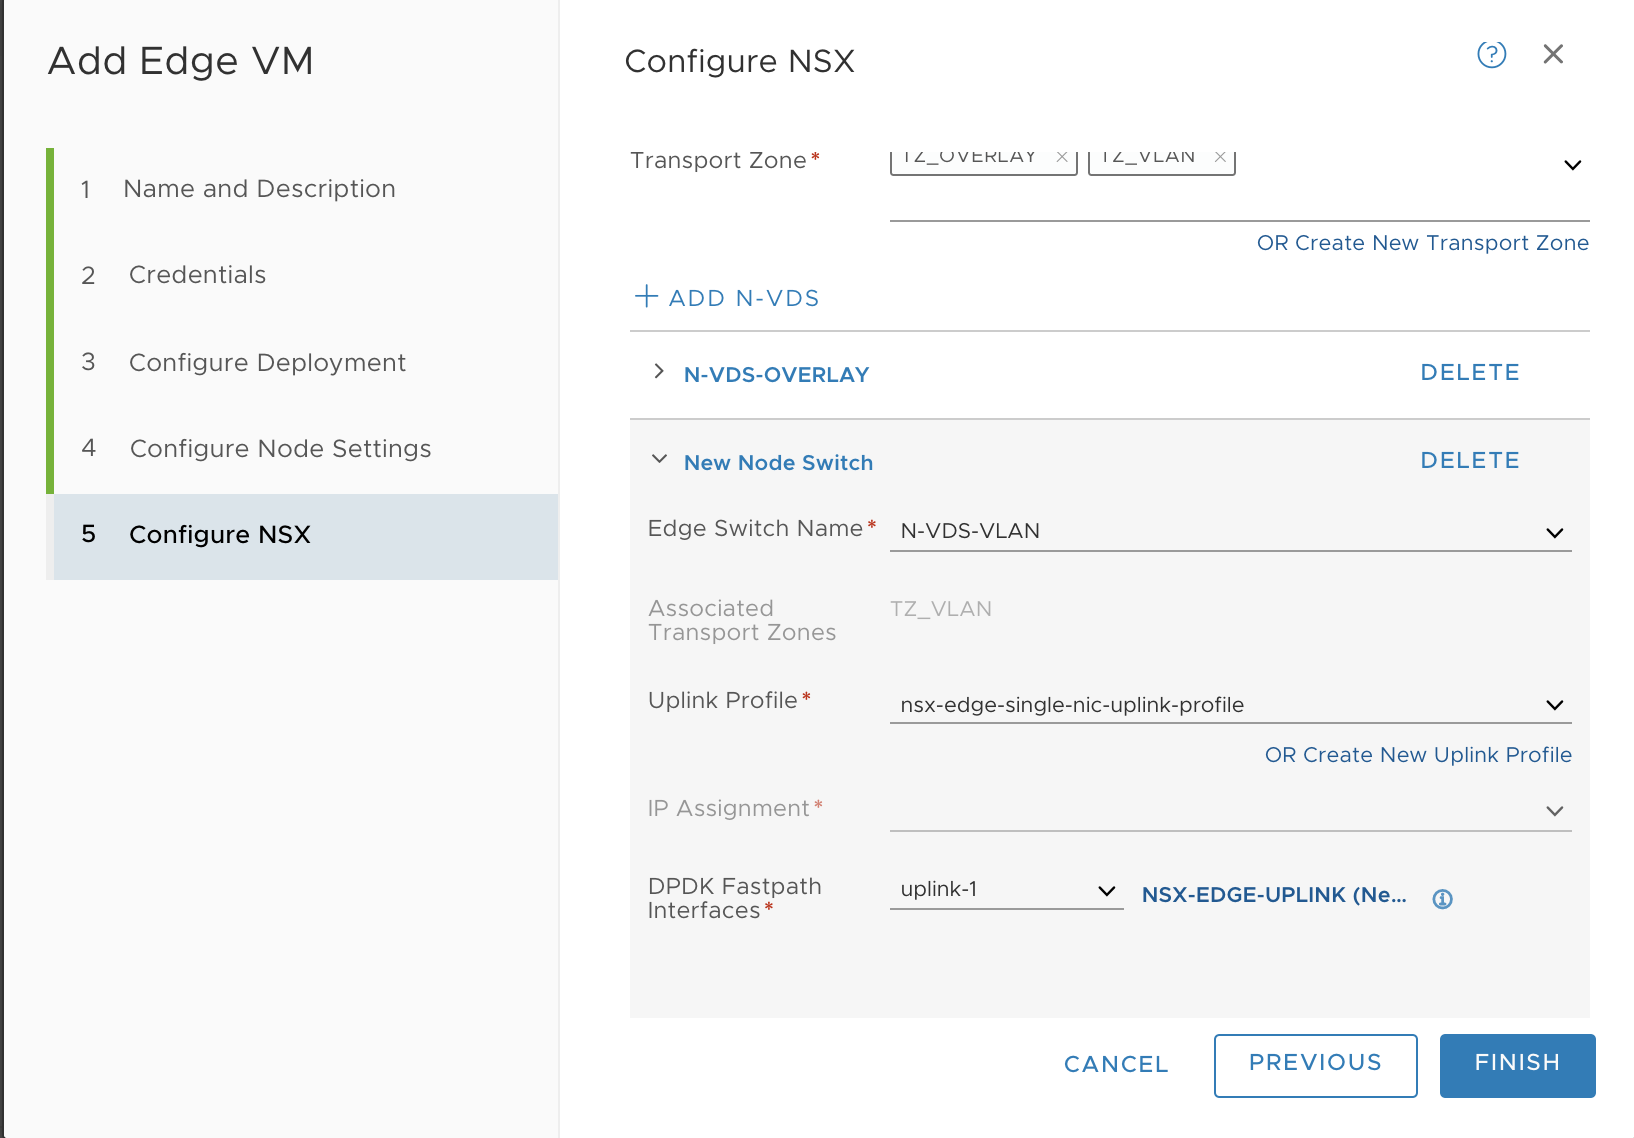 Add Edge VM
1 Name and Description
2 Credentials
3 Configure Deployment
4 Configure Node Settings
5 Configure NSX
Configure NSX
Transport Zone*
TZ_OVERLAY × TZ_VLAN ×
OR Create New Transport Zone
+ ADD N-VDS
N-VDS-OVERLAY DELETE
New Node Switch DELETE
Edge Switch Name* N-VDS-VLAN
Associated
Transport Zones
TZ_VLAN
Uplink Profile* nsx-edge-single-nic-uplink-profile
OR Create New Uplink Profile
IP Assignment*
DPDK Fastpath
Interfaces*
uplink-1 NSX-EDGE-UPLINK (Ne...
CANCEL PREVIOUS FINISH